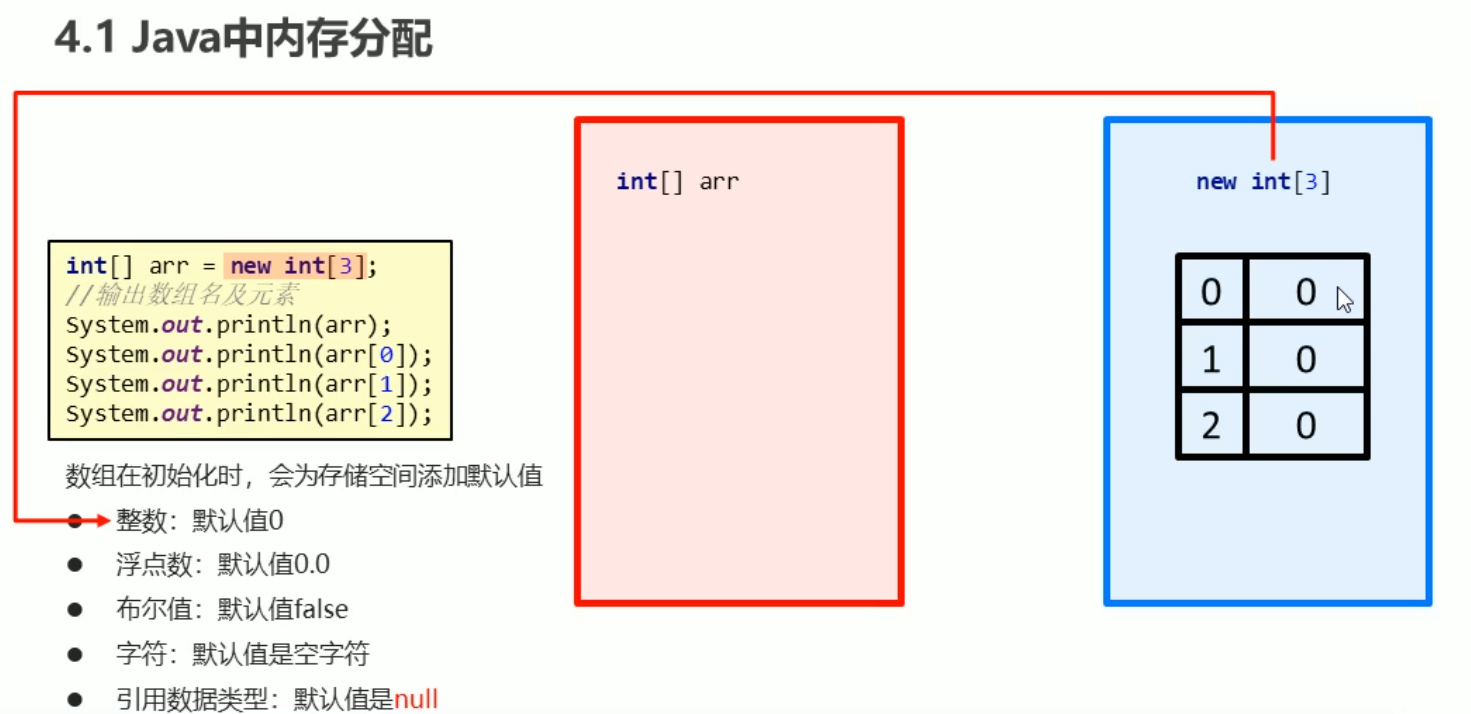 4.1 Java中内存分配
int[] arr = new int[3];
//输出数组名及元素
System.out.println(arr);
System.out.println(arr[0]);
System.out.println(arr[1]);
System.out.println(arr[2]);
数组在初始化时，会为存储空间添加默认值
● 整数：默认值0
● 浮点数：默认值0.0
● 布尔值：默认值false
● 字符：默认值是空字符
● 引用数据类型：默认值是null
int[] arr
new int[3]
0 0
1 0
2 0